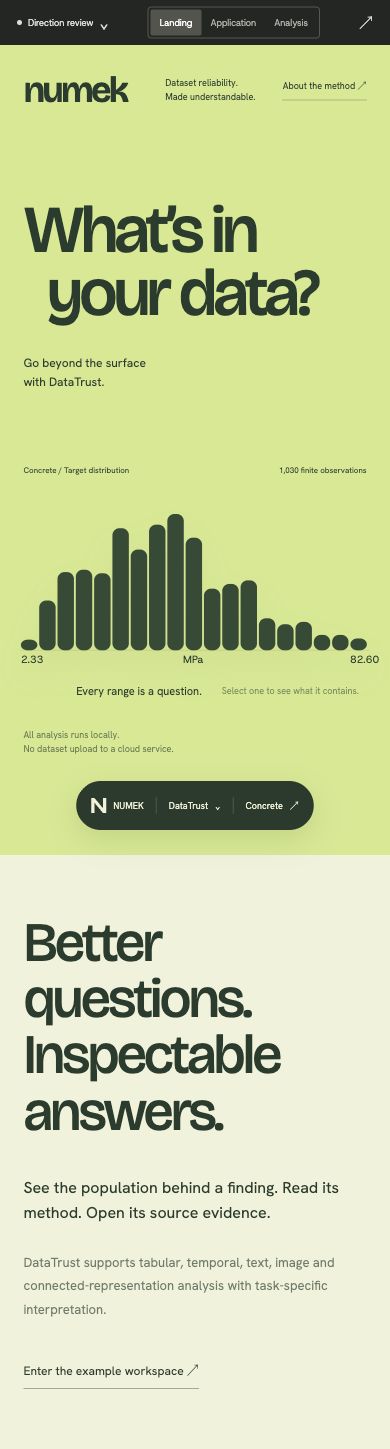 Direction review
Landing
Application
Analysis
numek
Dataset reliability.
Made understandable.
About the method ↗
What's in
your data?
Go beyond the surface
with DataTrust.
Concrete / Target distribution
1,030 finite observations
2.33
MPa
82.60
Every range is a question.
Select one to see what it contains.
All analysis runs locally.
No dataset upload to a cloud service.
N NUMEK
DataTrust
Concrete ↗
Better
questions.
Inspectable
answers.
See the population behind a finding. Read its
method. Open its source evidence.
DataTrust supports tabular, temporal, text, image and
connected-representation analysis with task-specific
interpretation.
Enter the example workspace ↗